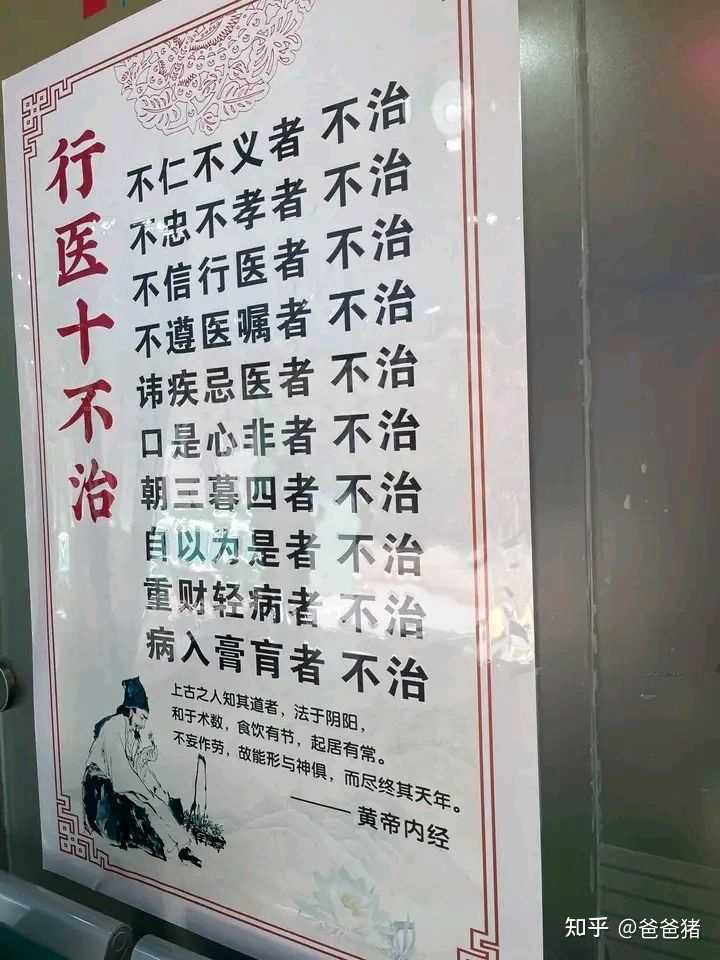 行医十不治
不仁不义者 不治
不忠不孝者 不治
不信行医者 不治
不遵医嘱者 不治
讳疾忌医者 不治
口是心非者 不治
朝三暮四者 不治
自以为是者 不治
重财轻病者 不治
病入膏肓者 不治
上古之人知其道者，法于阴阳，
和于术数，食饮有节，起居有常。
不妄作劳，故能形与神俱，而尽终其天年。
—— 黄帝内经
知乎 @爸爸猪